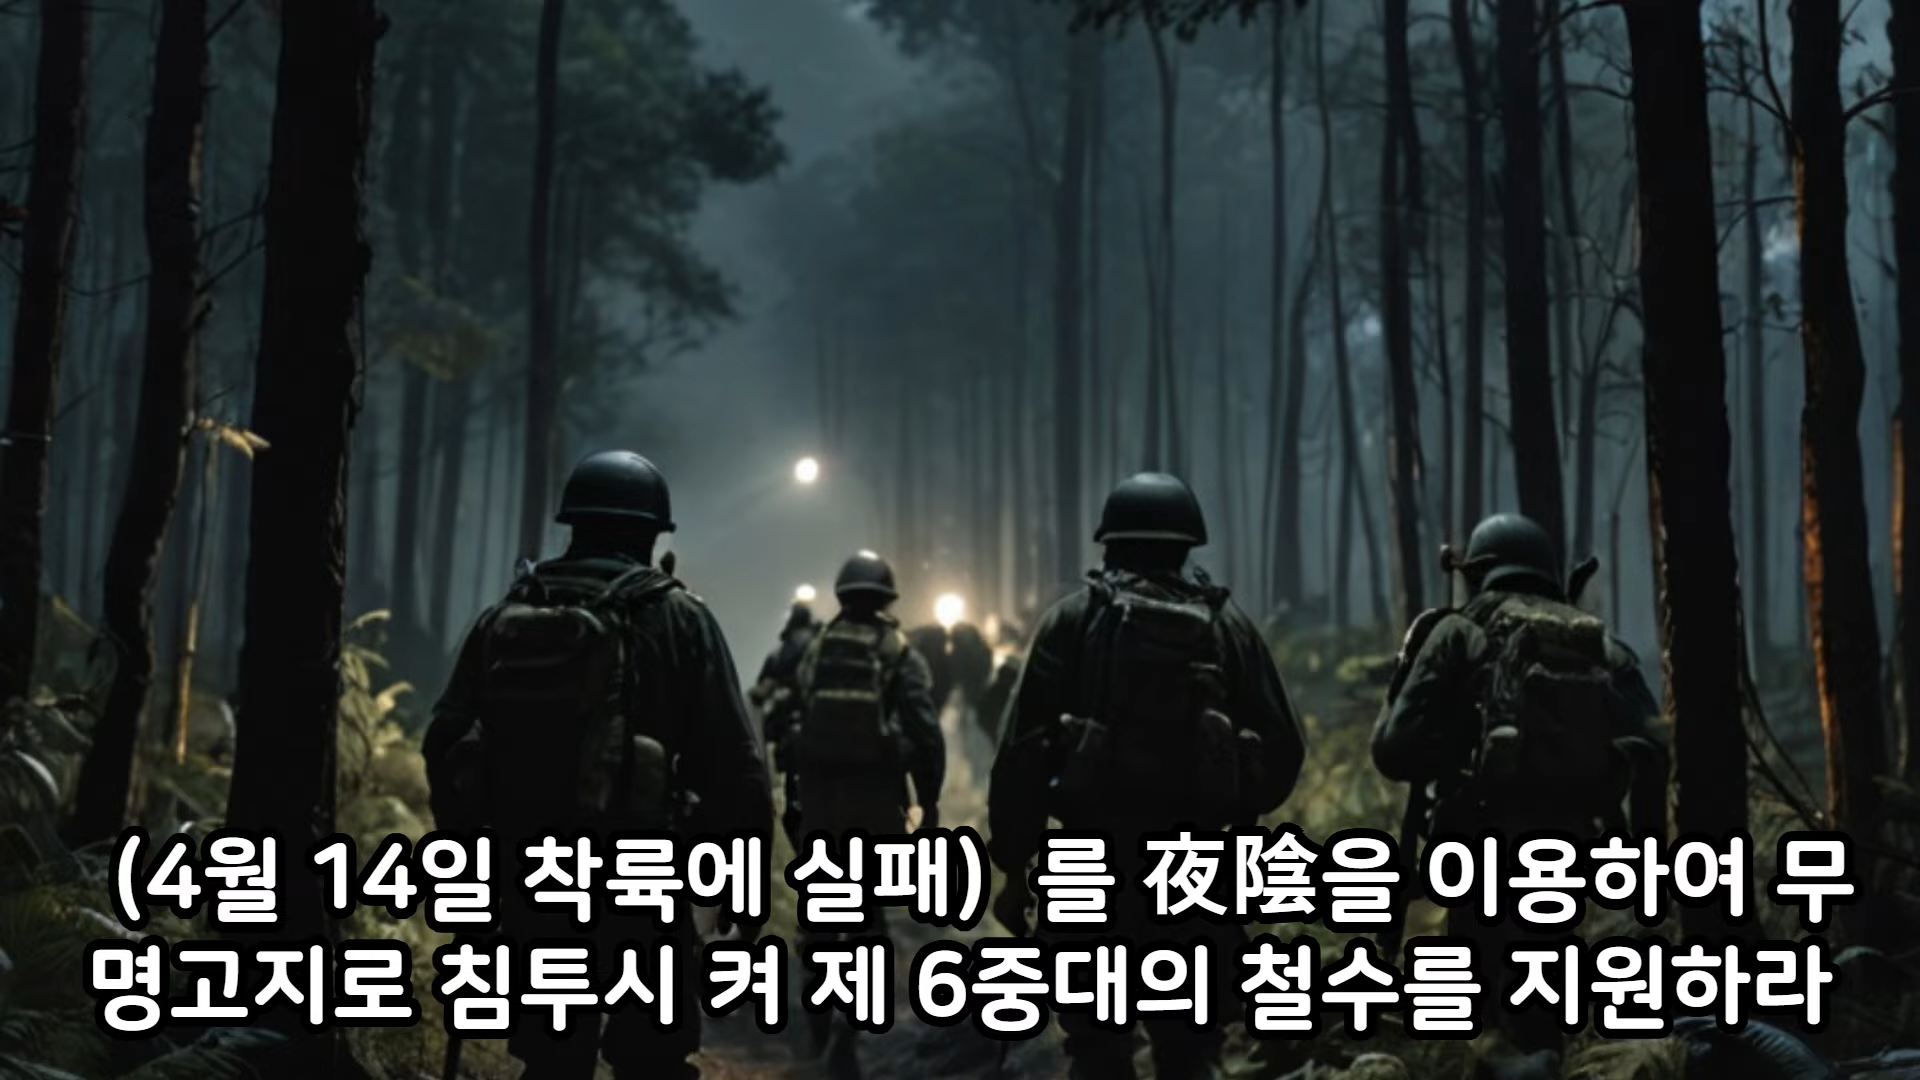 (4월 14일 착륙에 실패) 를 夜陰을 이용하여 무
명고지로 침투시 켜 제 6중대의 철수를 지원하라